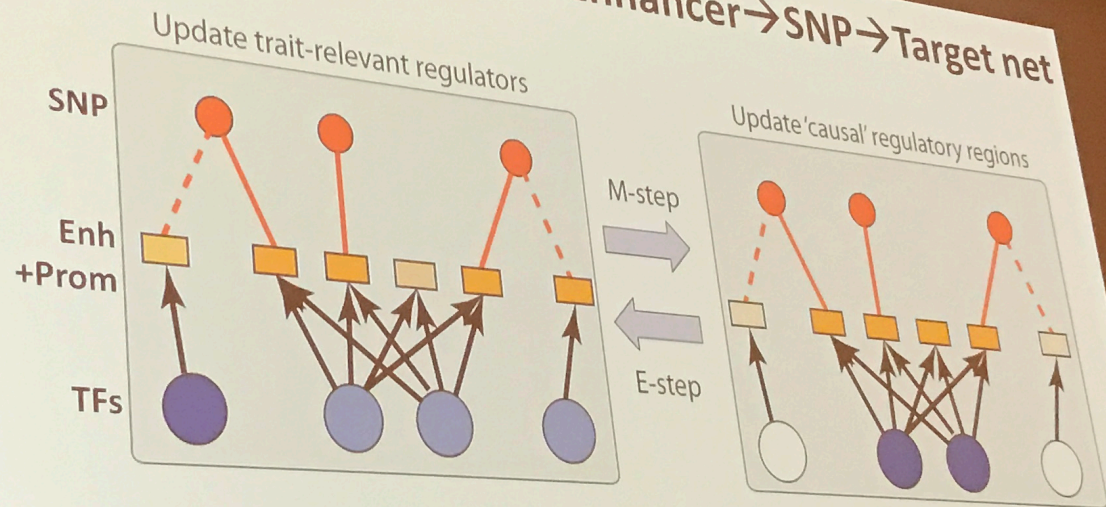 →SNP→Target net
Update trait-relevant regulators
Update 'causal' regulatory regions
SNP
M-step
Enh
+Prom
E-step
TFs